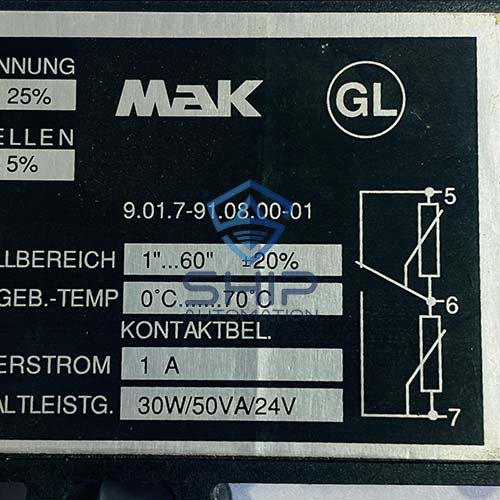 NNUNG
25%
MaK
GL
ELLEN
5%
9.01.7-91.08.00-01
5
LLBEREICH 1"...60" ±20%
GEB.-TEMP 0°C.......70°C
6
SHIP
AUTOMATION
KONTAKTBEL.
ERSTROM 1 A
ALTLEISTG. 30W/50VA/24V
7